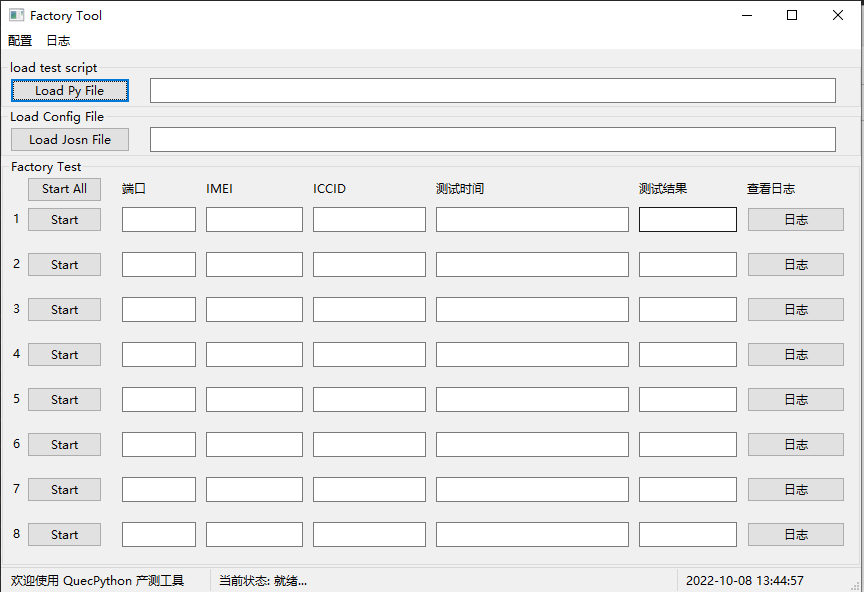 Factory Tool
配置 日志
load test script
Load Py File
Load Config File
Load Josn File
Factory Test
Start All 端口 IMEI ICCID 测试时间 测试结果 查看日志
1 Start 日志
2 Start 日志
3 Start 日志
4 Start 日志
5 Start 日志
6 Start 日志
7 Start 日志
8 Start 日志
欢迎使用 QuecPython 产测工具 当前状态: 就绪... 2022-10-08 13:44:57